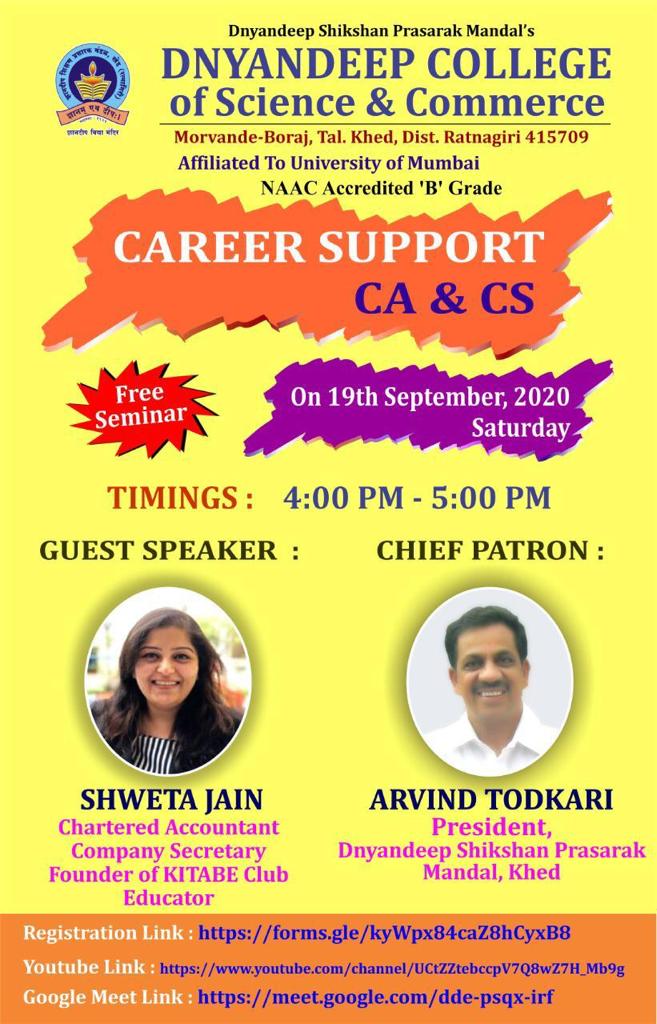 Dnyandeep Shikshan Prasarak Mandal's
DNYANDEEP COLLEGE
of Science & Commerce
Morvande-Boraj, Tal. Khed, Dist. Ratnagiri 415709
Affiliated To University of Mumbai
NAAC Accredited 'B' Grade
ज्ञानम् एव दीपः।
ज्ञानदीप विद्या मंदिर
CAREER SUPPORT
CA & CS
Free
Seminar
On 19th September, 2020
Saturday
TIMINGS : 4:00 PM - 5:00 PM
GUEST SPEAKER :
CHIEF PATRON :
SHWETA JAIN
Chartered Accountant
Company Secretary
Founder of KITABE Club
Educator
ARVIND TODKARI
President,
Dnyandeep Shikshan Prasarak
Mandal, Khed
Registration Link : https://forms.gle/kyWpx84caZ8hCyxB8
Youtube Link : https://www.youtube.com/channel/UCtZZtebccpV7Q8wZ7H_Mb9g
Google Meet Link : https://meet.google.com/dde-psqx-irf